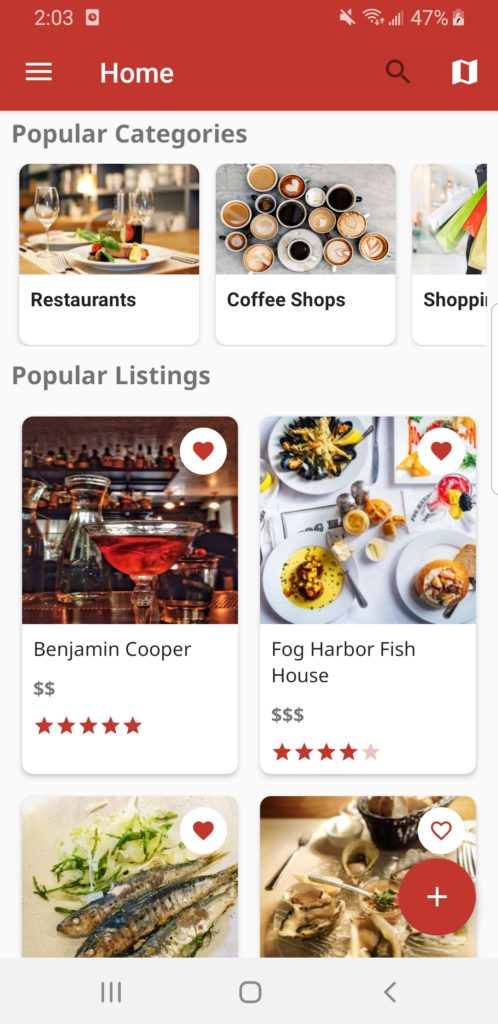 2:03
47%
Home
Popular Categories
Restaurants
Coffee Shops
Shoppi
Popular Listings
Benjamin Cooper
$$
Fog Harbor Fish
House
$$$